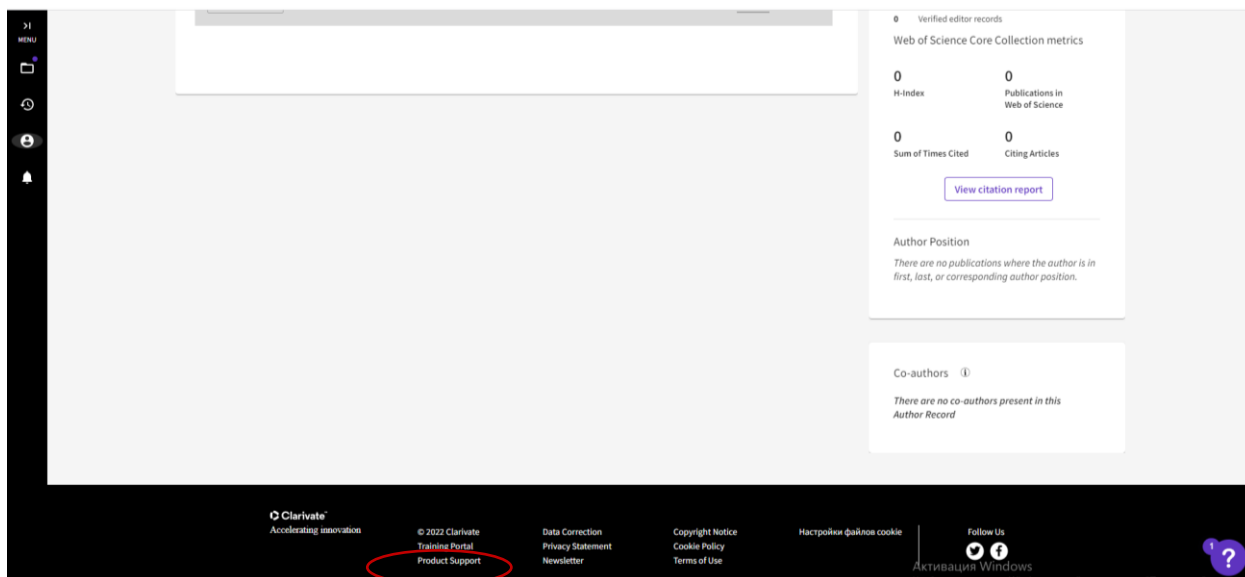 >I
MENU
0 Verified editor records
Web of Science Core Collection metrics
0 0
H-Index Publications in
Web of Science
0 0
Sum of Times Cited Citing Articles
View citation report
Author Position
There are no publications where the author is in
first, last, or corresponding author position.
Co-authors
There are no co-authors present in this
Author Record
Clarivate™
Accelerating innovation
© 2022 Clarivate
Training Portal
Product Support
Data Correction
Privacy Statement
Newsletter
Copyright Notice
Cookie Policy
Terms of Use
Настройки файлов cookie
Follow Us
Активация Windows
1
?